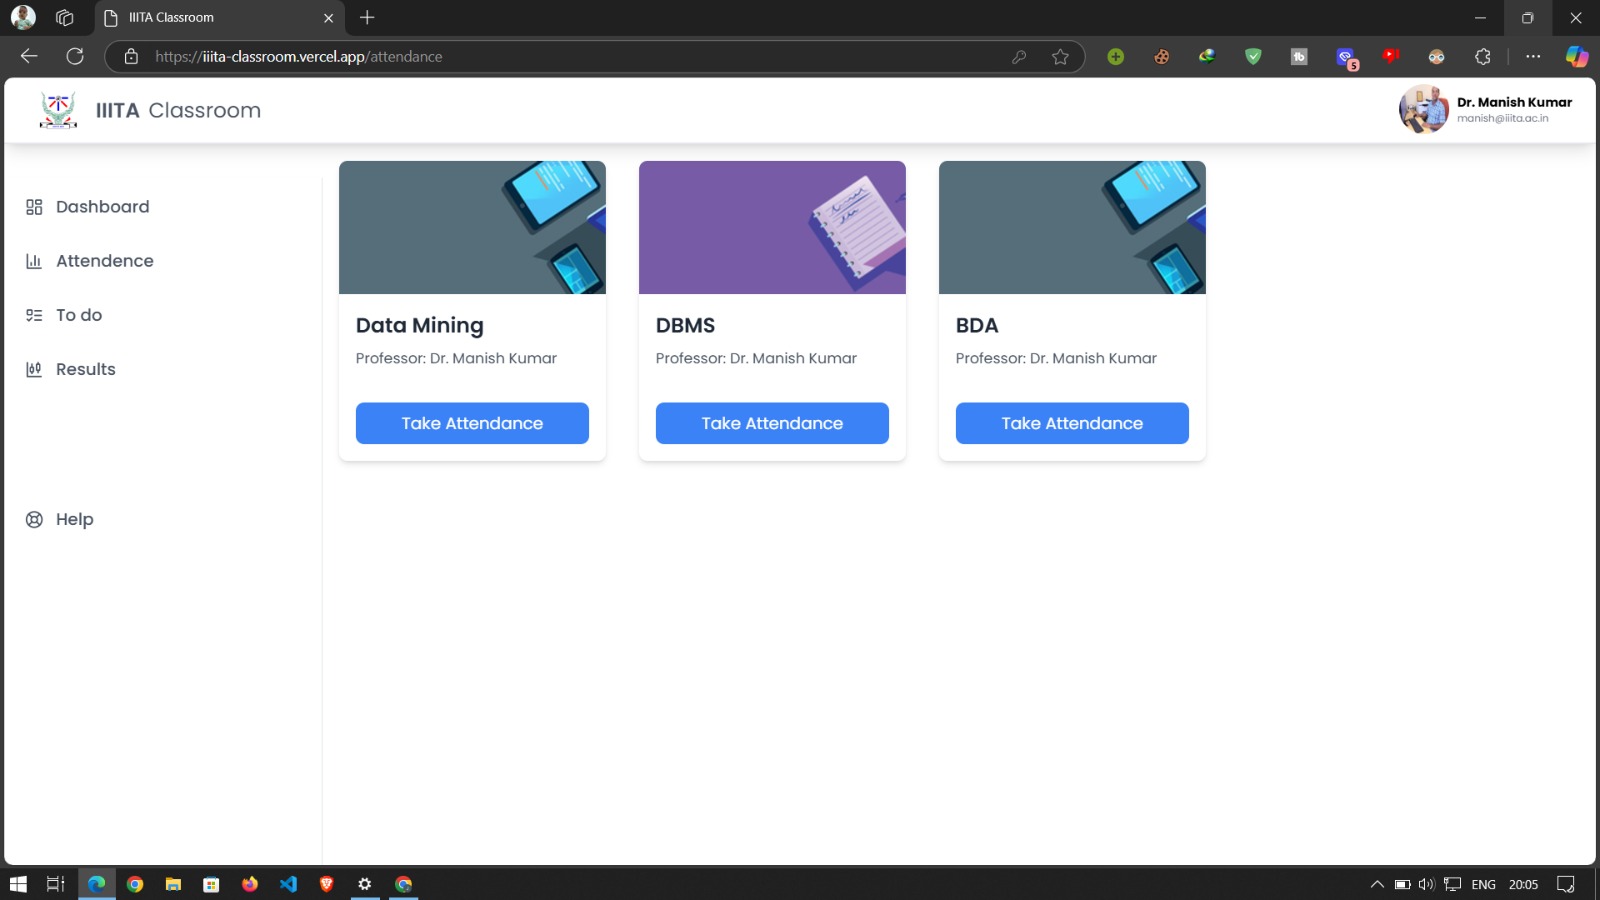 IIITA Classroom
https://iiita-classroom.vercel.app/attendance
5
IIITA Classroom
Dr. Manish Kumar
manish@iiita.ac.in
Dashboard
Attendence
To do
Results
Help
Data Mining
Professor: Dr. Manish Kumar
Take Attendance
DBMS
Professor: Dr. Manish Kumar
Take Attendance
BDA
Professor: Dr. Manish Kumar
Take Attendance
ENG
20:05